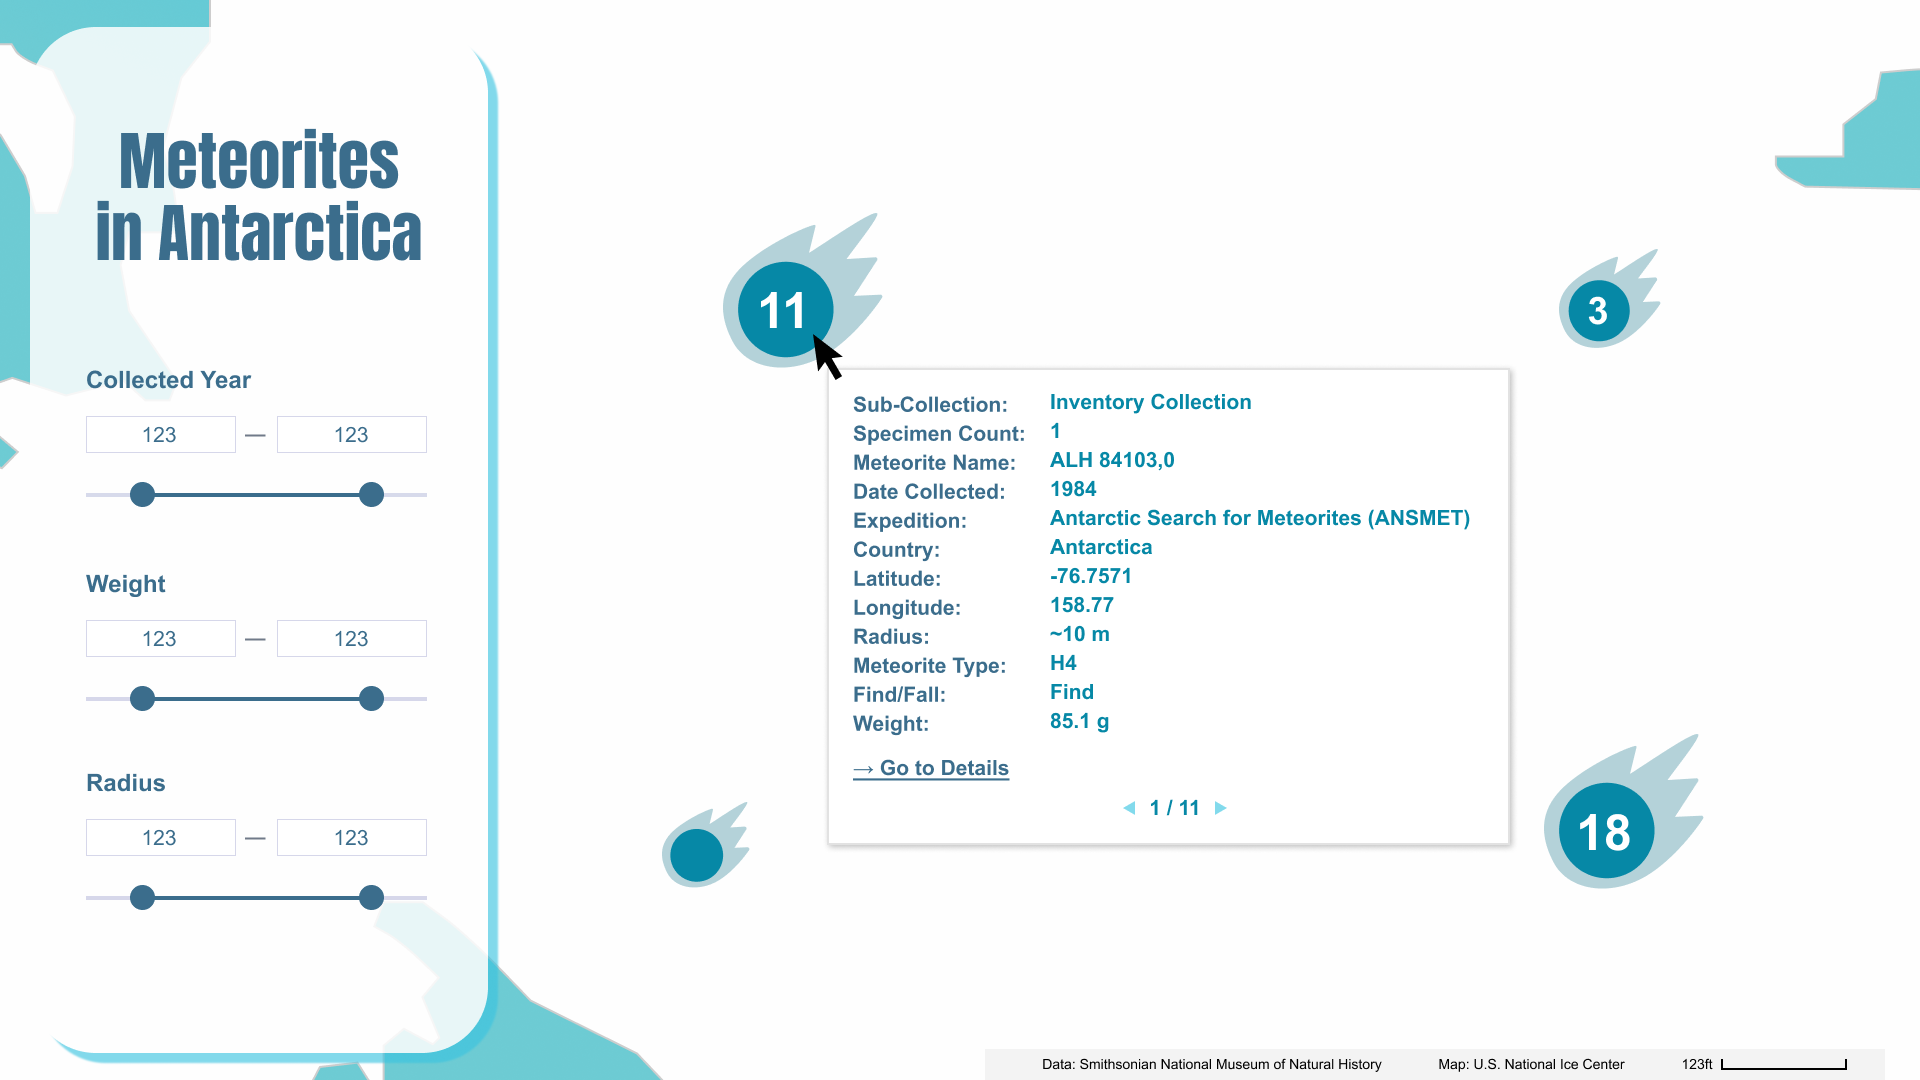 Meteorites
in Antarctica
Collected Year
123 — 123
Weight
123 — 123
Radius
123 — 123
11
3
Sub-Collection: Inventory Collection
Specimen Count: 1
Meteorite Name: ALH 84103,0
Date Collected: 1984
Expedition: Antarctic Search for Meteorites (ANSMET)
Country: Antarctica
Latitude: -76.7571
Longitude: 158.77
Radius: ~10 m
Meteorite Type: H4
Find/Fall: Find
Weight: 85.1 g
→ Go to Details
1 / 11
18
Data: Smithsonian National Museum of Natural History Map: U.S. National Ice Center 123ft